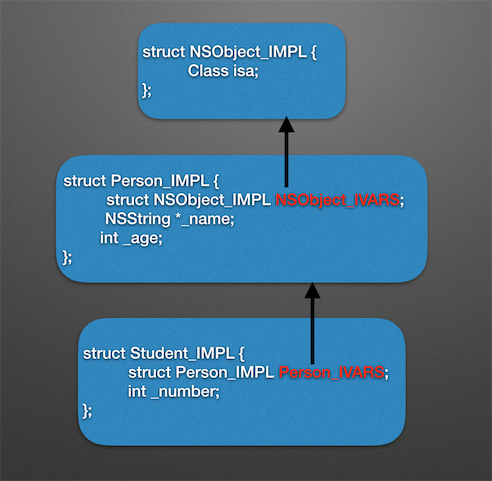 struct NSObject_IMPL {
Class isa;
};
struct Person_IMPL {
struct NSObject_IMPL NSObject_IVARS;
NSString *_name;
int _age;
};
struct Student_IMPL {
struct Person_IMPL Person_IVARS;
int _number;
};